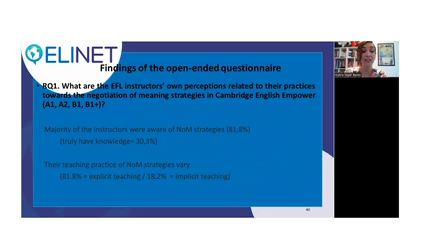 ELINET
Findings of the open-ended questionnaire
RQ1. What are the EFL instructors' own perceptions related to their practices
towards the negotiation of meaning strategies in Cambridge English Empower
(A1, A2, B1, B1+)?
Majority of the instructors were aware of NoM strategies (81,8%)
(truly have knowledge= 30,3%)
Their teaching practice of NoM strategies vary
(81.8% = explicit teaching / 18.2% = implicit teaching)